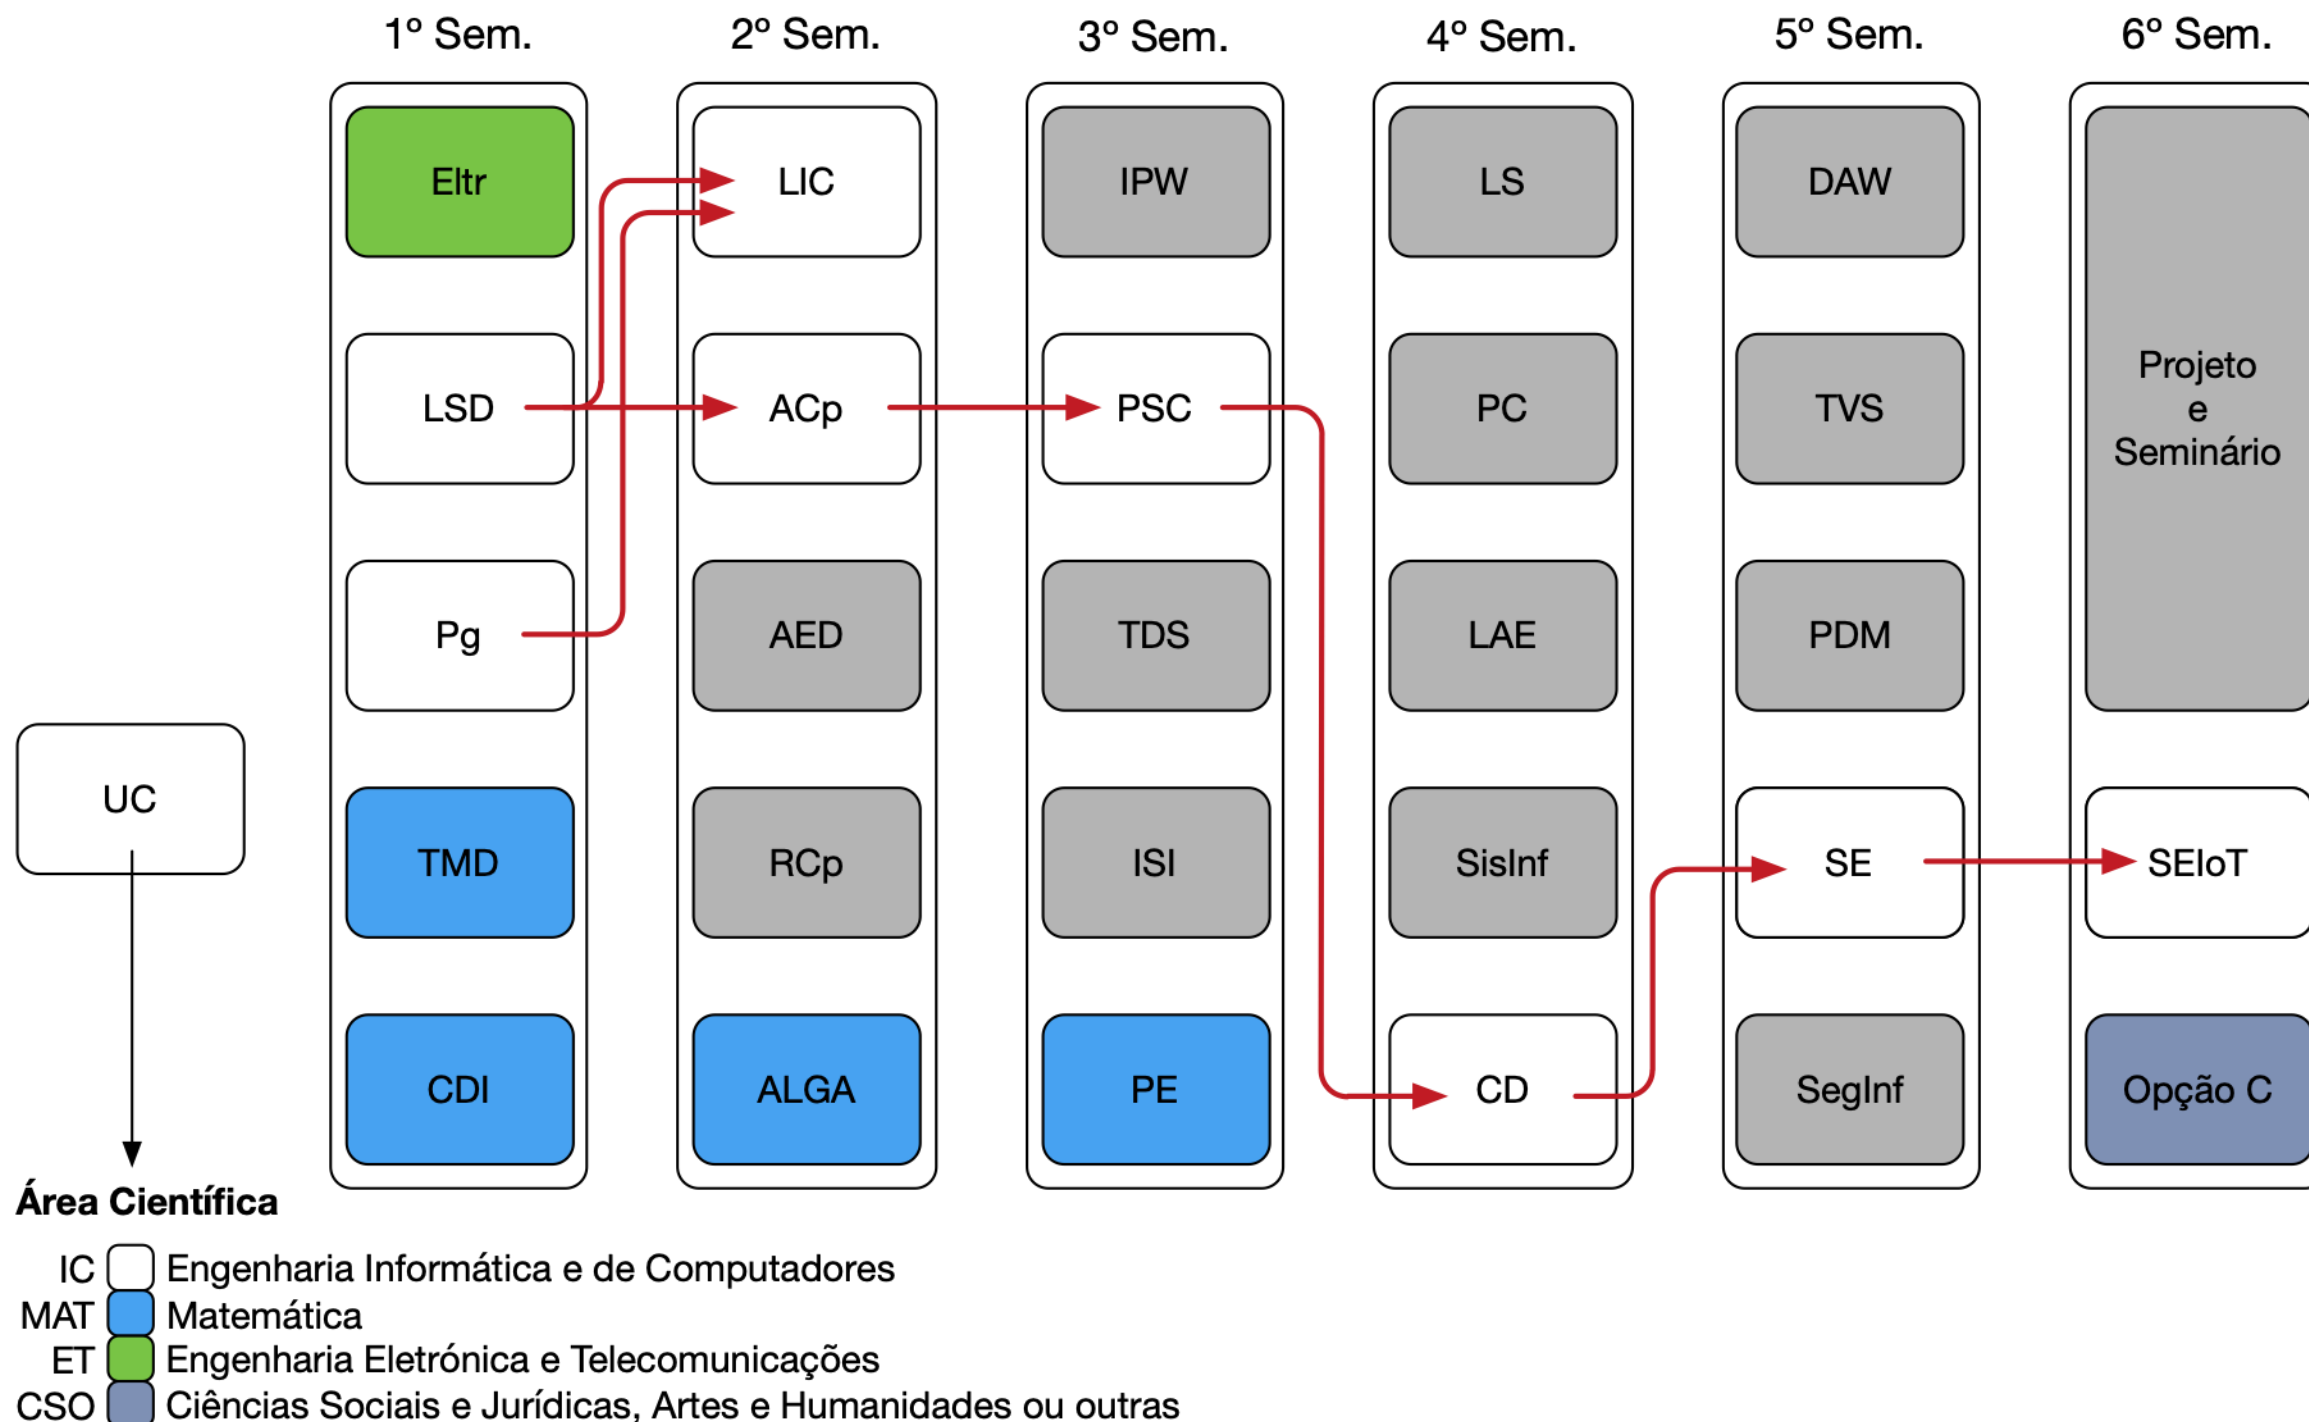 1º Sem. 2º Sem. 3º Sem. 4º Sem. 5º Sem. 6º Sem.
Eltr LIC IPW LS DAW
LSD ACp PSC PC TVS
Projeto
e
Seminário
Pg AED TDS LAE PDM
UC
TMD RCp ISI SisInf SE SEIoT
CDI ALGA PE CD SegInf Opção C
Área Científica
IC Engenharia Informática e de Computadores
MAT Matemática
ET Engenharia Eletrónica e Telecomunicações
CSO Ciências Sociais e Jurídicas, Artes e Humanidades ou outras